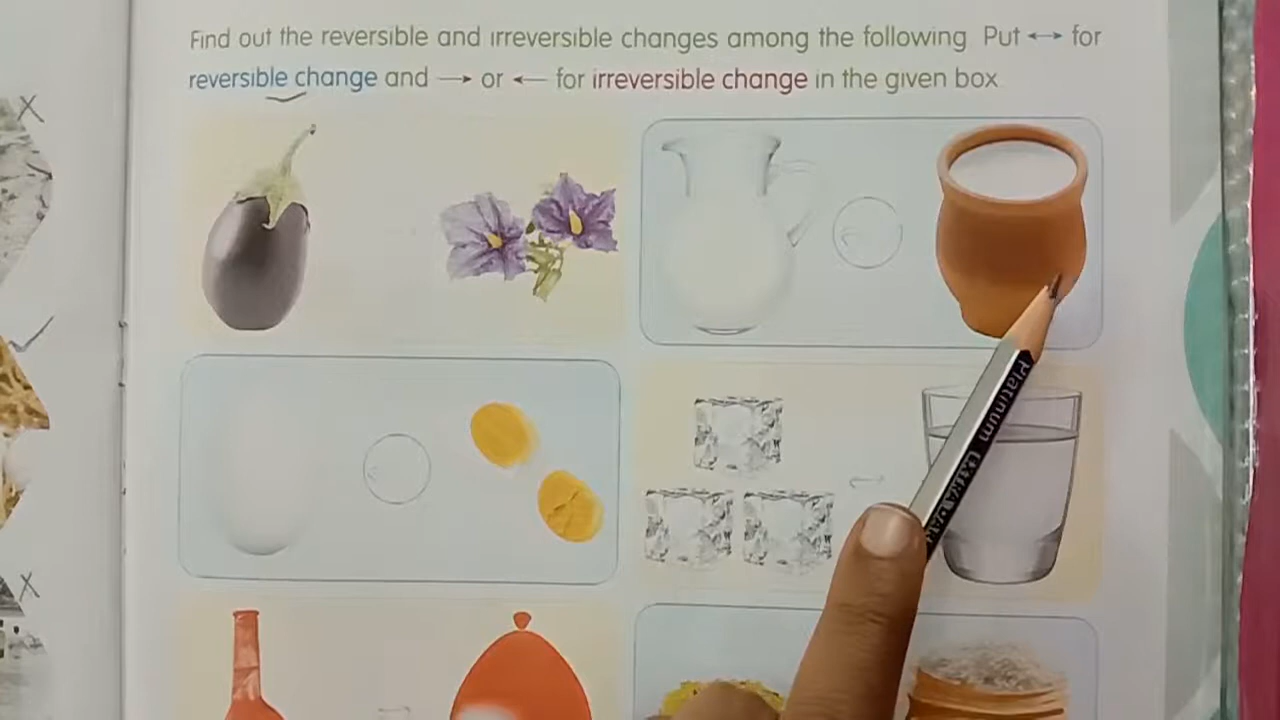 Find out the reversible and irreversible changes among the following Put ↔ for
reversible change and → or ← for irreversible change in the given box
Platinum